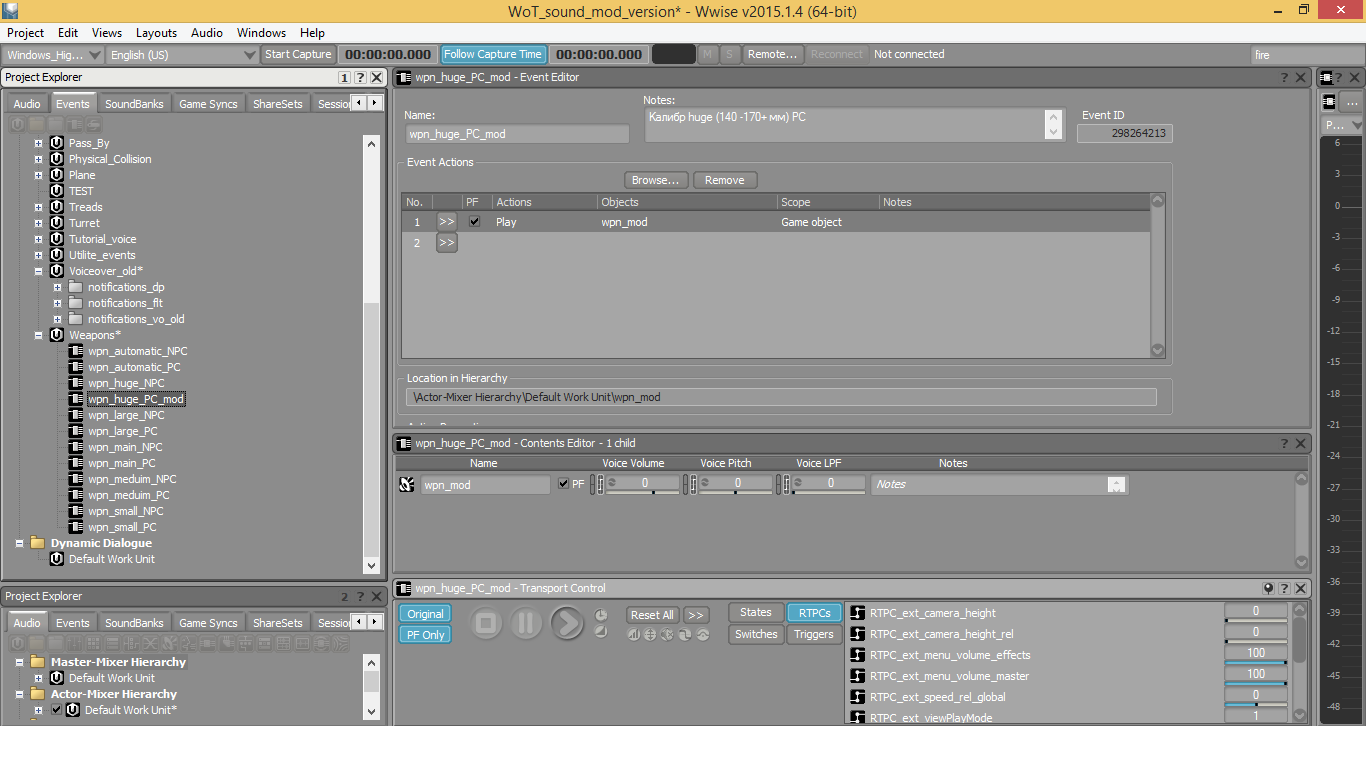 WoT_sound_mod_version* - Wwise v2015.1.4 (64-bit)
Project Edit Views Layouts Audio Windows Help
Windows_Hig... English (US) Start Capture 00:00:00.000 Follow Capture Time 00:00:00.000 M S Remote... Reconnect Not connected fire
Project Explorer 1 ?
Audio Events SoundBanks Game Syncs ShareSets Sessio
Pass_By
Physical_Collision
Plane
TEST
Treads
Turret
Tutorial_voice
Utilite_events
Voiceover_old*
notifications_dp
notifications_flt
notifications_vo_old
Weapons*
wpn_automatic_NPC
wpn_automatic_PC
wpn_huge_NPC
wpn_huge_PC_mod
wpn_large_NPC
wpn_large_PC
wpn_main_NPC
wpn_main_PC
wpn_meduim_NPC
wpn_meduim_PC
wpn_small_NPC
wpn_small_PC
Dynamic Dialogue
Default Work Unit
Project Explorer 2 ?
Audio Events SoundBanks Game Syncs ShareSets Sessio
Master-Mixer Hierarchy
Default Work Unit
Actor-Mixer Hierarchy
Default Work Unit*
wpn_huge_PC_mod - Event Editor ?
Name:
wpn_huge_PC_mod
Notes:
Калибр huge (140 -170+ мм) PC
Event ID
298264213
Event Actions
Browse... Remove
No. PF Actions Objects Scope Notes
1 >> Play wpn_mod Game object
2 >>
Location in Hierarchy
\Actor-Mixer Hierarchy\Default Work Unit\wpn_mod
wpn_huge_PC_mod - Contents Editor - 1 child ?
Name Voice Volume Voice Pitch Voice LPF Notes
wpn_mod PF 0 0 0 Notes
wpn_huge_PC_mod - Transport Control ?
Original
PF Only
Reset All >>
States RTPCs
Switches Triggers
RTPC_ext_camera_height 0
RTPC_ext_camera_height_rel 0
RTPC_ext_menu_volume_effects 100
RTPC_ext_menu_volume_master 100
RTPC_ext_speed_rel_global 0
RTPC_ext_viewPlayMode 1
?
...
P...
6
3
0
-3
-6
-9
-12
-15
-18
-21
-24
-27
-30
-33
-36
-39
-42
-45
-48